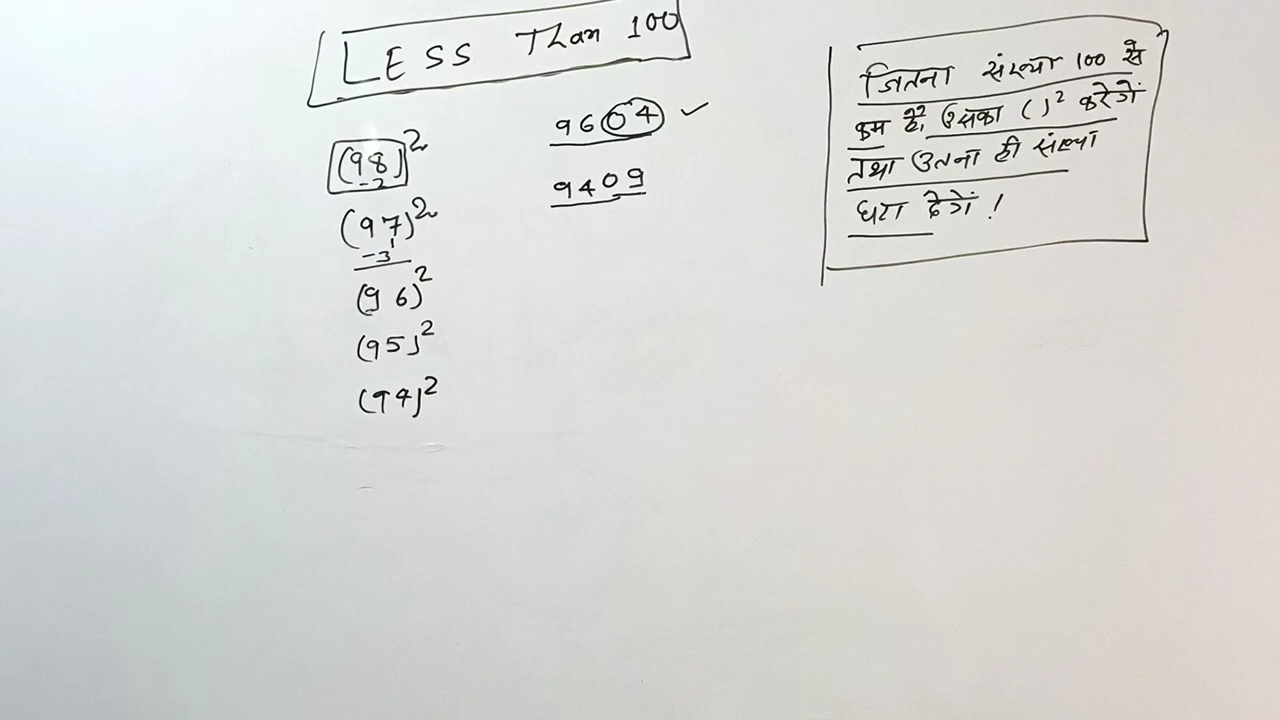 LESS Than 100
(98)² 9604 ✓
-2
(97)² 9409
-3
(96)²
(95)²
(94)²
जितना संख्या 100 से
कम है, उसका ( )² करेगें
तथा उतना ही संख्या
घटा देगें !